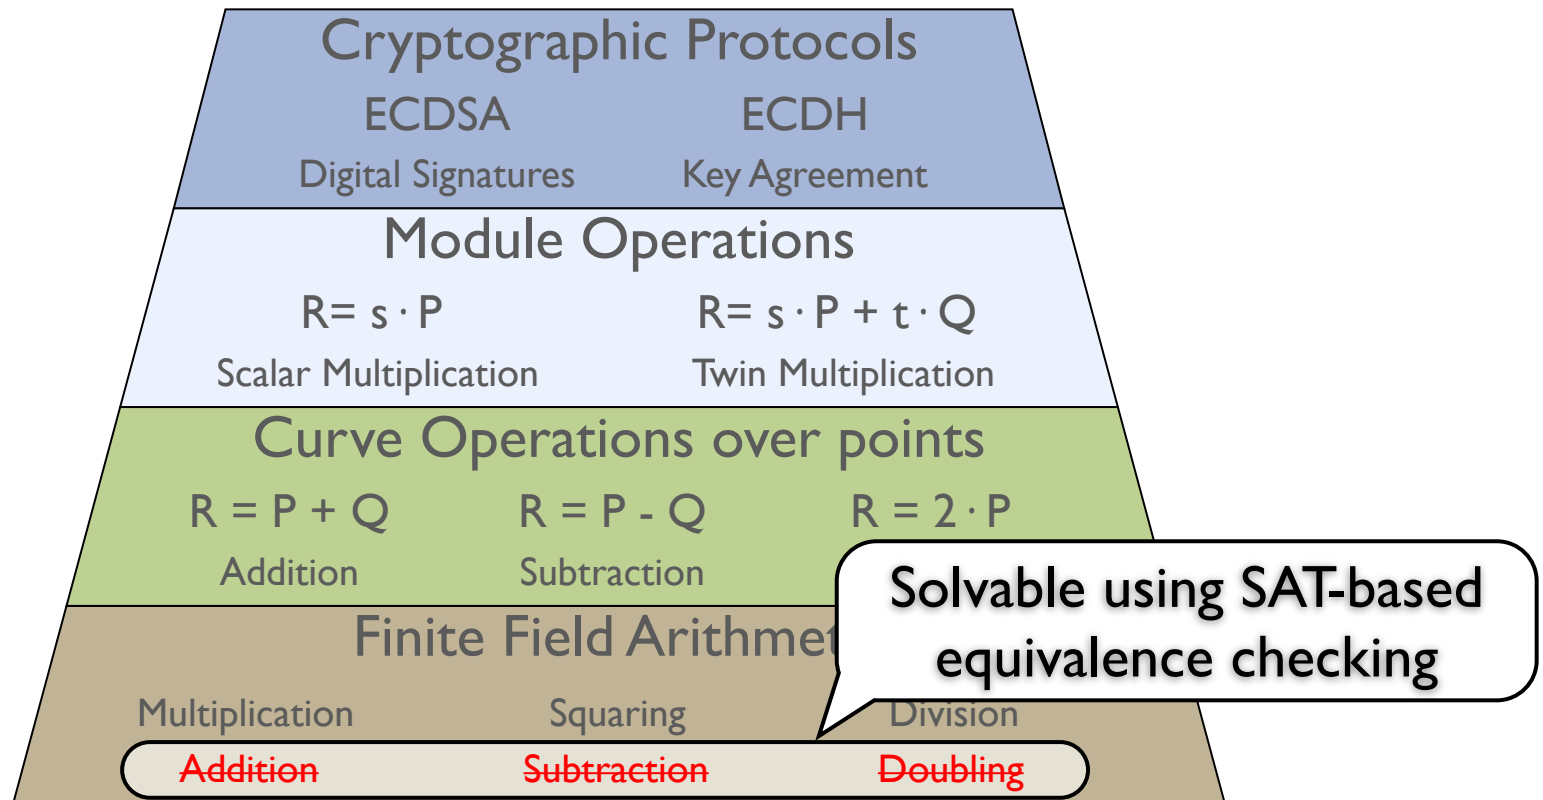 Cryptographic Protocols
ECDSA ECDH
Digital Signatures Key Agreement
Module Operations
R= s · P R= s · P + t · Q
Scalar Multiplication Twin Multiplication
Curve Operations over points
R = P + Q R = P - Q R = 2 · P
Addition Subtraction
Solvable using SAT-based
equivalence checking
Finite Field
Multiplication Squaring Division
Addition Subtraction Doubling